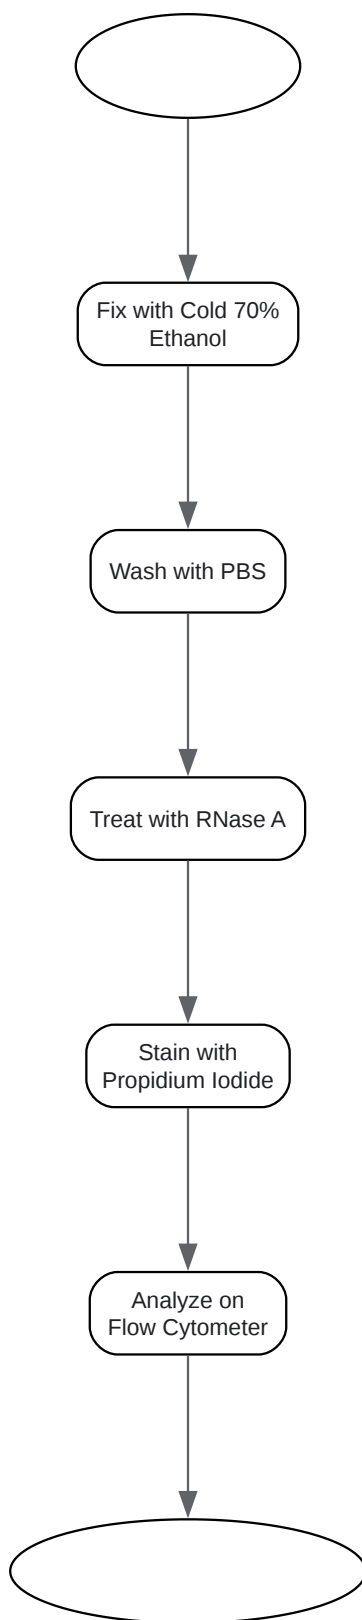 Fix with Cold 70%
Ethanol
Wash with PBS
Treat with RNase A
Stain with
Propidium Iodide
Analyze on
Flow Cytometer